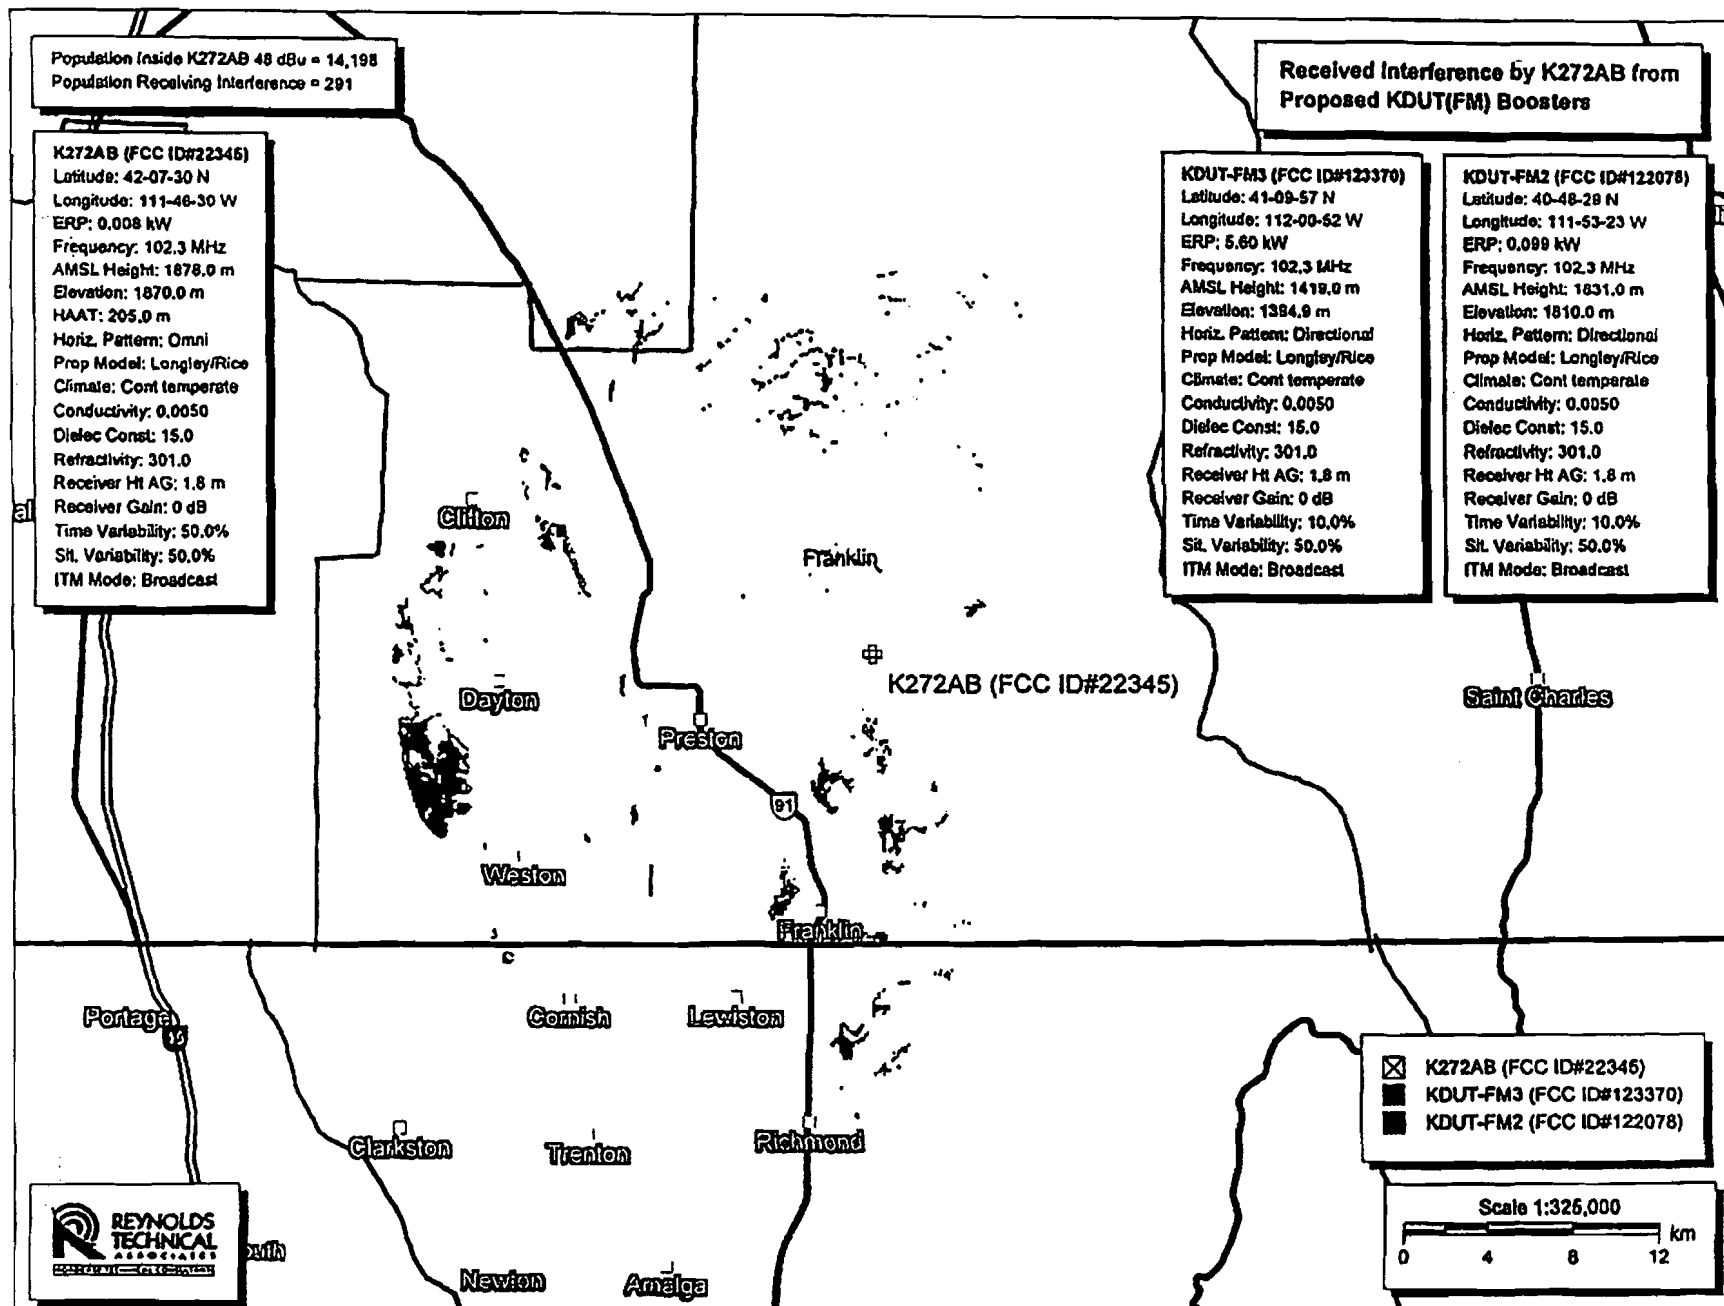 Population Inside K272AB 48 dBu = 14,198
Population Receiving Interference = 291
Received Interference by K272AB from
Proposed KDUT(FM) Boosters
K272AB (FCC ID#22345)
Latitude: 42-07-30 N
Longitude: 111-46-30 W
ERP: 0.008 kW
Frequency: 102.3 MHz
AMSL Height: 1878.0 m
Elevation: 1870.0 m
HAAT: 205.0 m
Horiz. Pattern: Omni
Prop Model: Longley/Rice
Climate: Cont temperate
Conductivity: 0.0050
Dielec Const: 15.0
Refractivity: 301.0
Receiver Ht AG: 1.8 m
Receiver Gain: 0 dB
Time Variability: 50.0%
Sit. Variability: 50.0%
ITM Mode: Broadcast
KDUT-FM3 (FCC ID#123370)
Latitude: 41-09-57 N
Longitude: 112-00-52 W
ERP: 5.60 kW
Frequency: 102.3 MHz
AMSL Height: 1419.0 m
Elevation: 1394.9 m
Horiz. Pattern: Directional
Prop Model: Longley/Rice
Climate: Cont temperate
Conductivity: 0.0050
Dielec Const: 15.0
Refractivity: 301.0
Receiver Ht AG: 1.8 m
Receiver Gain: 0 dB
Time Variability: 10.0%
Sit. Variability: 50.0%
ITM Mode: Broadcast
KDUT-FM2 (FCC ID#122078)
Latitude: 40-48-29 N
Longitude: 111-53-23 W
ERP: 0.099 kW
Frequency: 102.3 MHz
AMSL Height: 1831.0 m
Elevation: 1810.0 m
Horiz. Pattern: Directional
Prop Model: Longley/Rice
Climate: Cont temperate
Conductivity: 0.0050
Dielec Const: 15.0
Refractivity: 301.0
Receiver Ht AG: 1.8 m
Receiver Gain: 0 dB
Time Variability: 10.0%
Sit. Variability: 50.0%
ITM Mode: Broadcast
Clifton
Franklin
K272AB (FCC ID#22345)
Dayton
Saint Charles
Preston
91
Weston
Franklin
Portage
Cornish
Lewiston
Clarkston
Trenton
Richmond
Newton
Amalga
K272AB (FCC ID#22345)
KDUT-FM3 (FCC ID#123370)
KDUT-FM2 (FCC ID#122078)
Scale 1:325,000
km
0 4 8 12
REYNOLDS
TECHNICAL
ASSOCIATES